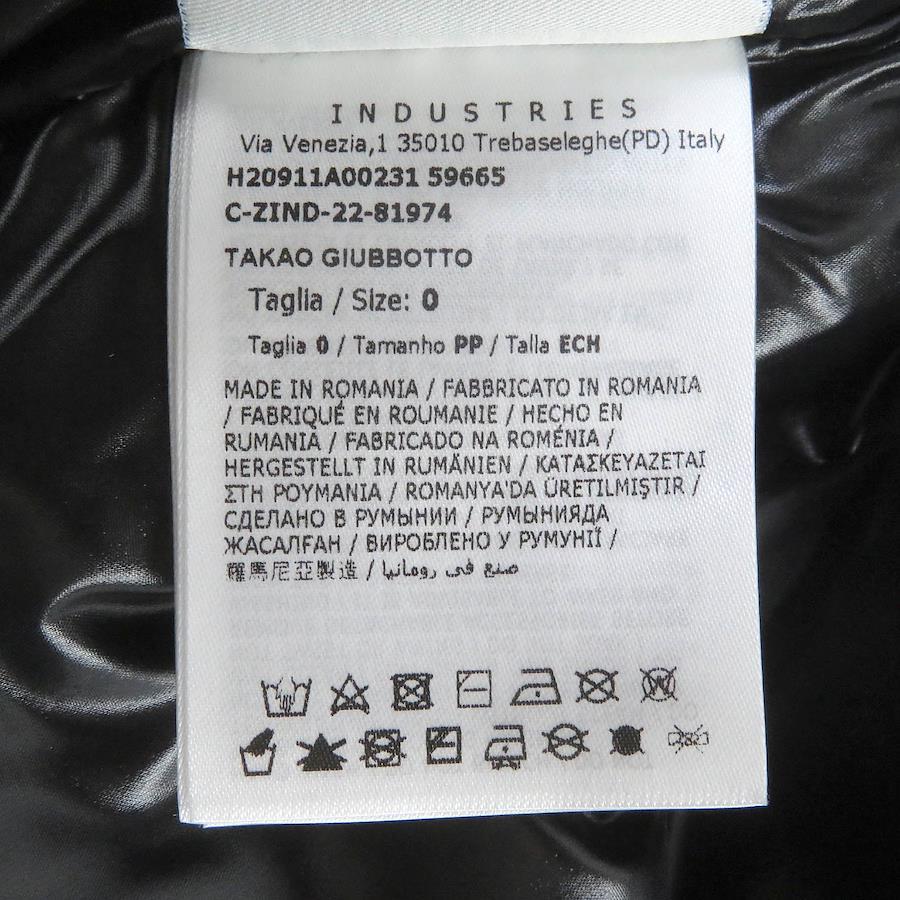 INDUSTRIES
Via Venezia,1 35010 Trebaseleghe(PD) Italy
H20911A00231 59665
C-ZIND-22-81974
TAKAO GIUBBOTTO
Taglia / Size: 0
Taglia 0 / Tamanho PP / Talla ECH
MADE IN ROMANIA / FABBRICATO IN ROMANIA
/ FABRIQUÉ EN ROUMANIE / HECHO EN
RUMANIA / FABRICADO NA ROMÉNIA /
HERGESTELLT IN RUMÄNIEN / ΚΑΤΑΣΚΕΥΑΖΕΤΑΙ
ΣΤΗ ΡΟΥΜΑΝΙΑ / ROMANYA'DA ÜRETILMIŞTIR /
СДЕЛАНО В РУМЫНИИ / РУМЫНИЯДА
ЖАСАЛҒАН / ВИРОБЛЕНО У РУМУНІЇ /
羅馬尼亞製造 / صنع فى رومانيا